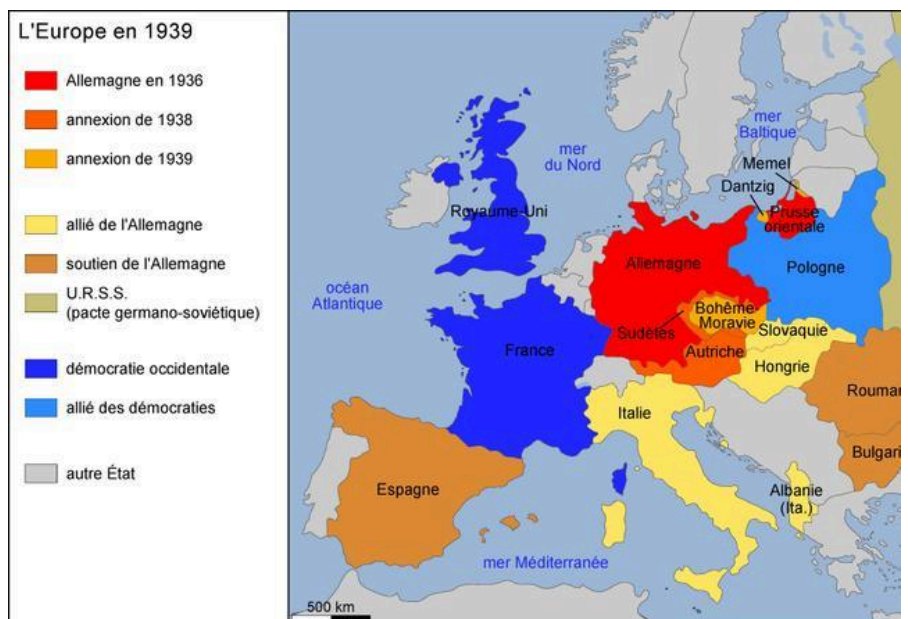 L'Europe en 1939
Allemagne en 1936
annexion de 1938
annexion de 1939
allié de l'Allemagne
soutien de l'Allemagne
U.R.S.S.
(pacte germano-soviétique)
démocratie occidentale
allié des démocraties
autre État
mer
Baltique
mer
du Nord
Memel
Dantzig
Prusse
orientale
Royaume-Uni
Allemagne
Pologne
océan
Atlantique
Bohême
Moravie
Sudètes
Slovaquie
France
Autriche
Hongrie
Rouman
Italie
Bulgari
Espagne
Albanie
(Ita.)
mer Méditerranée
500 km